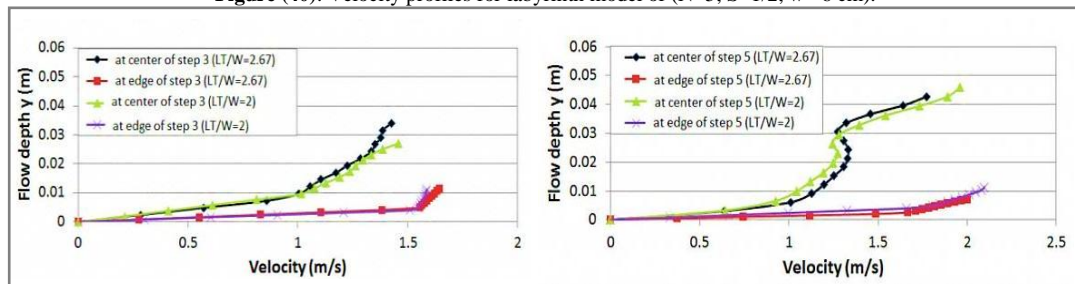 0.06
0.05
0.04
0.03
0.02
0.01
0
Flow depth y (m)
at center of step 3 (LT/W=2.67)
at edge of step 3 (LT/W=2.67)
at center of step 3 (LT/W=2)
at edge of step 3 (LT/W=2)
0 0.5 1 1.5 2
Velocity (m/s)
0.06
0.05
0.04
0.03
0.02
0.01
0
Flow depth y (m)
at center of step 5 (LT/W=2.67)
at edge of step 5 (LT/W=2.67)
at center of step 5 (LT/W=2)
at edge of step 5 (LT/W=2)
0 0.5 1 1.5 2 2.5
Velocity (m/s)